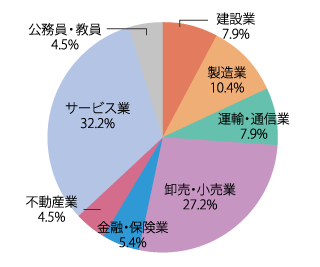 建設業
7.9%
製造業
10.4%
運輸・通信業
7.9%
卸売・小売業
27.2%
金融・保険業
5.4%
不動産業
4.5%
サービス業
32.2%
公務員・教員
4.5%